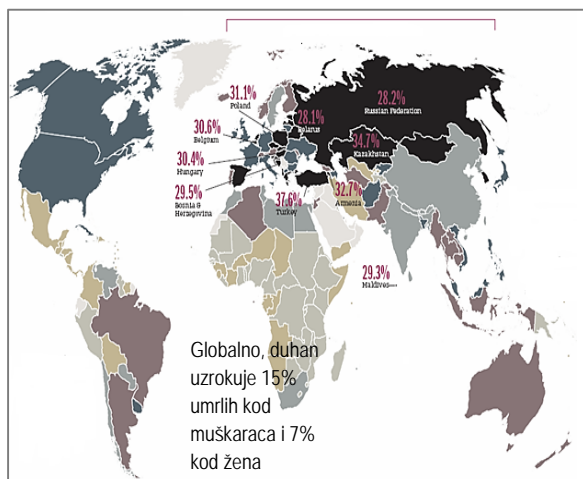 31.1%
Poland
28.2%
Russian Federation
28.1%
Belarus
30.6%
Belgium
34.7%
Kazakhstan
30.4%
Hungary
29.5%
Bosnia &
Herzegovina
37.6%
Turkey
32.7%
Armenia
29.3%
Maldives
Globalno, duhan
uzrokuje 15%
umrlih kod
muškaraca i 7%
kod žena